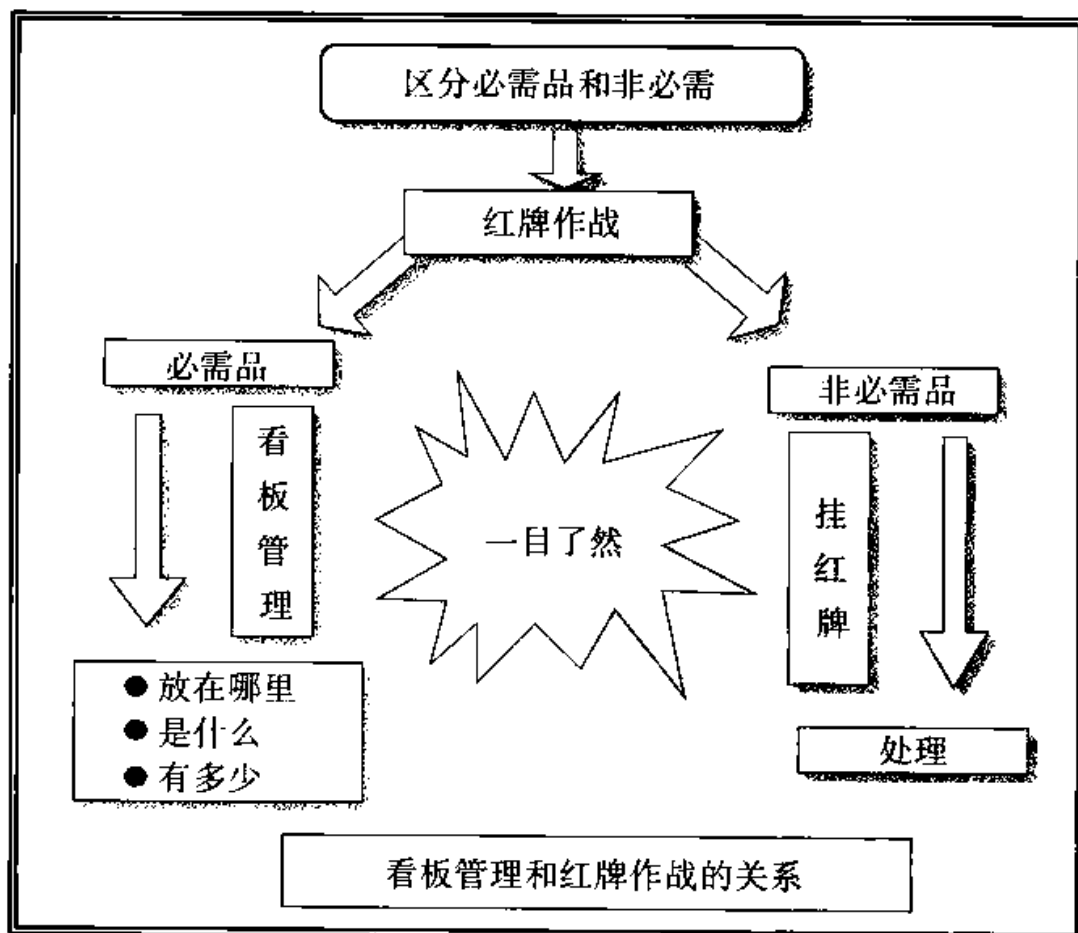 区分必需品和非必需
红牌作战
必需品
看板管理
● 放在哪里
● 是什么
● 有多少
一目了然
非必需品
挂红牌
处理
看板管理和红牌作战的关系